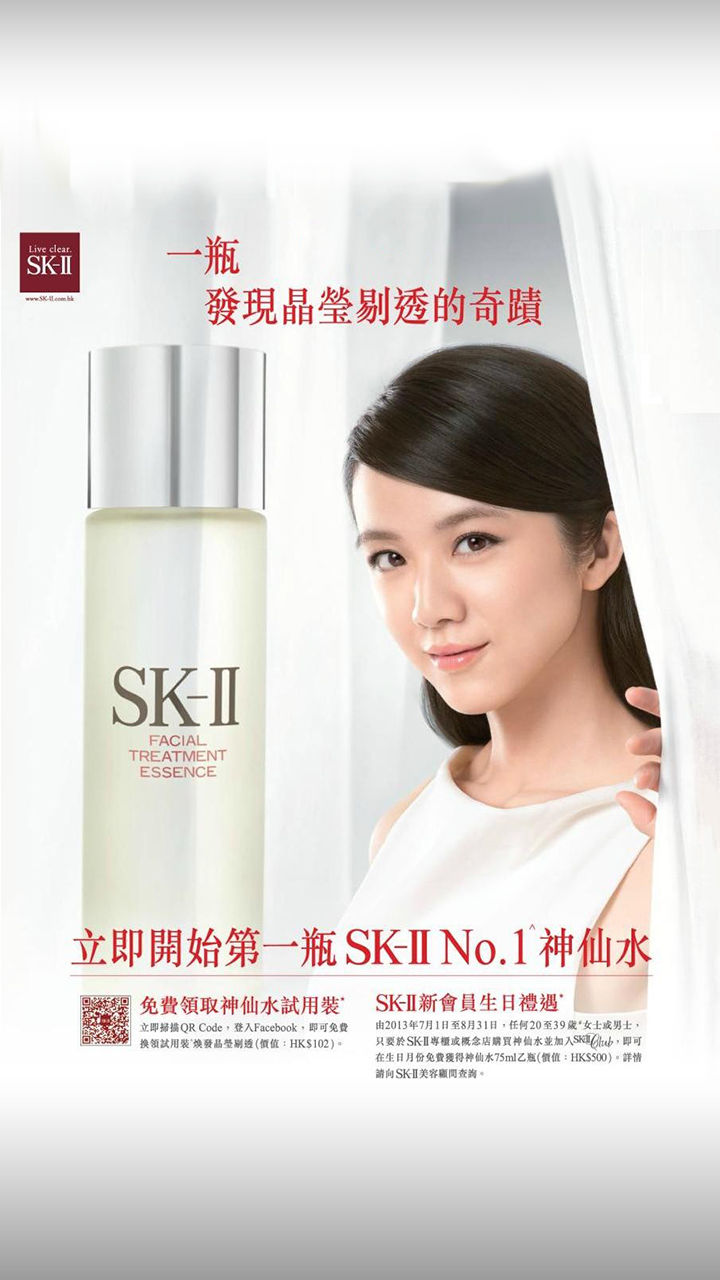 Live clear.
SK-II
www.SK-II.com.hk
一瓶
發現晶瑩剔透的奇蹟
SK-II
FACIAL
TREATMENT
ESSENCE
立即開始第一瓶 SK-II No.1^神仙水
免費領取神仙水試用裝*
立即掃描QR Code，登入Facebook，即可免費
換領試用裝*煥發晶瑩剔透(價值：HK$102)。
SK-II新會員生日禮遇*
由2013年7月1日至8月31日，任何20至39歲#女士或男士，
只要於SK-II專櫃或概念店購買神仙水並加入SK-II Club，即可
在生日月份免費獲得神仙水75ml乙瓶(價值：HK$500)。詳情
請向SK-II美容顧問查詢。